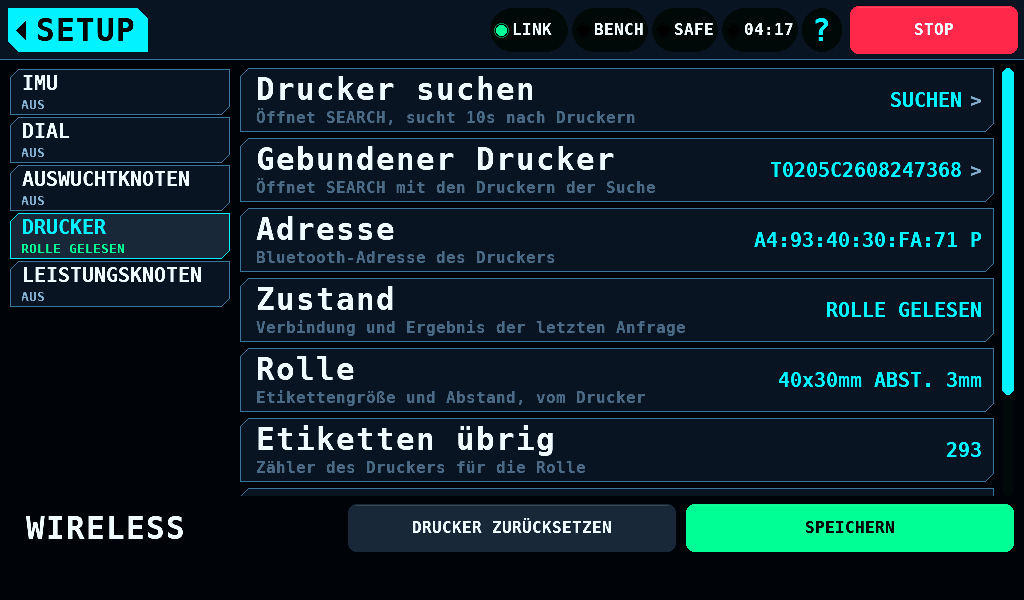 SETUP
LINK
BENCH
SAFE
04:17
?
STOP
IMU
AUS
DIAL
AUS
AUSWUCHTKNOTEN
AUS
DRUCKER
ROLLE GELESEN
LEISTUNGSKNOTEN
AUS
Drucker suchen
Öffnet SEARCH, sucht 10s nach Druckern
SUCHEN >
Gebundener Drucker
Öffnet SEARCH mit den Druckern der Suche
T0205C2608247368 >
Adresse
Bluetooth-Adresse des Druckers
A4:93:40:30:FA:71 P
Zustand
Verbindung und Ergebnis der letzten Anfrage
ROLLE GELESEN
Rolle
Etikettengröße und Abstand, vom Drucker
40x30mm ABST. 3mm
Etiketten übrig
Zähler des Druckers für die Rolle
293
WIRELESS
DRUCKER ZURÜCKSETZEN
SPEICHERN